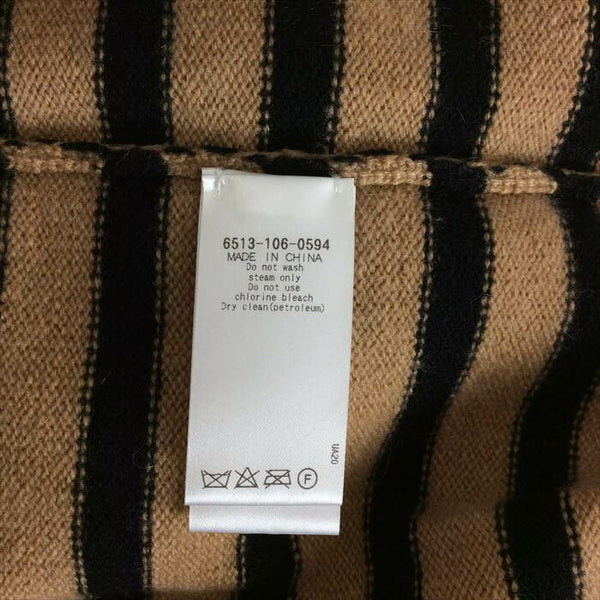 6513-106-0594
MADE IN CHINA
Do not wash
steam only
Do not use
chlorine bleach
Dry clean(petroleum)
UA20
F